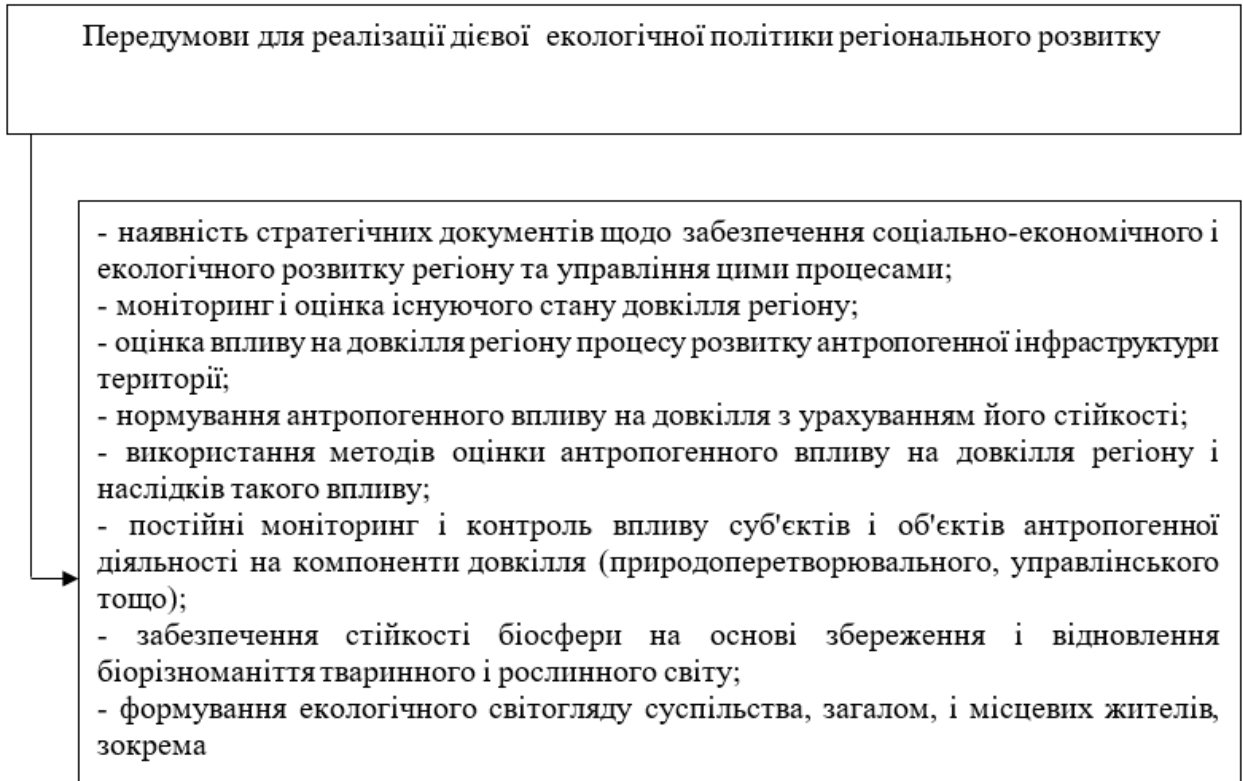 Передумови для реалізації дієвої екологічної політики регіонального розвитку
- наявність стратегічних документів щодо забезпечення соціально-економічного і
екологічного розвитку регіону та управління цими процесами;
- моніторинг і оцінка існуючого стану довкілля регіону;
- оцінка впливу на довкілля регіону процесу розвитку антропогенної інфраструктури
території;
- нормування антропогенного впливу на довкілля з урахуванням його стійкості;
- використання методів оцінки антропогенного впливу на довкілля регіону і
наслідків такого впливу;
- постійні моніторинг і контроль впливу суб'єктів і об'єктів антропогенної
діяльності на компоненти довкілля (природоперетворювального, управлінського
тощо);
- забезпечення стійкості біосфери на основі збереження і відновлення
біорізноманіття тваринного і рослинного світу;
- формування екологічного світогляду суспільства, загалом, і місцевих жителів,
зокрема